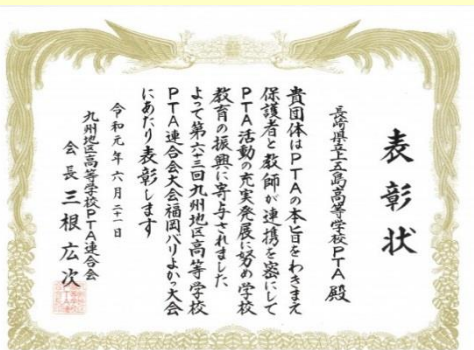 表彰状
長崎県立上五島高等学校PTA殿
貴団体はPTAの本旨をわきまえ
保護者と教師が連携を密にして
PTA活動の充実発展に努め学校
教育の振興に寄与されました
よって第六十三回九州地区高等学校
PTA連合会大会福岡バリよかっ大会
にあたり表彰します
令和元年六月二十一日
九州地区高等学校PTA連合会
会長 三根広次